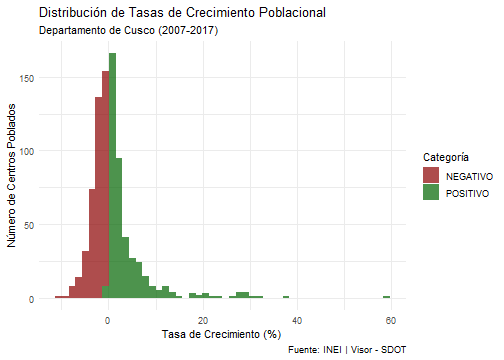 Distribución de Tasas de Crecimiento Poblacional
Departamento de Cusco (2007-2017)
Número de Centros Poblados
150
100
50
0
0
20
40
60
Tasa de Crecimiento (%)
Categoría
NEGATIVO
POSITIVO
Fuente: INEI | Visor - SDOT